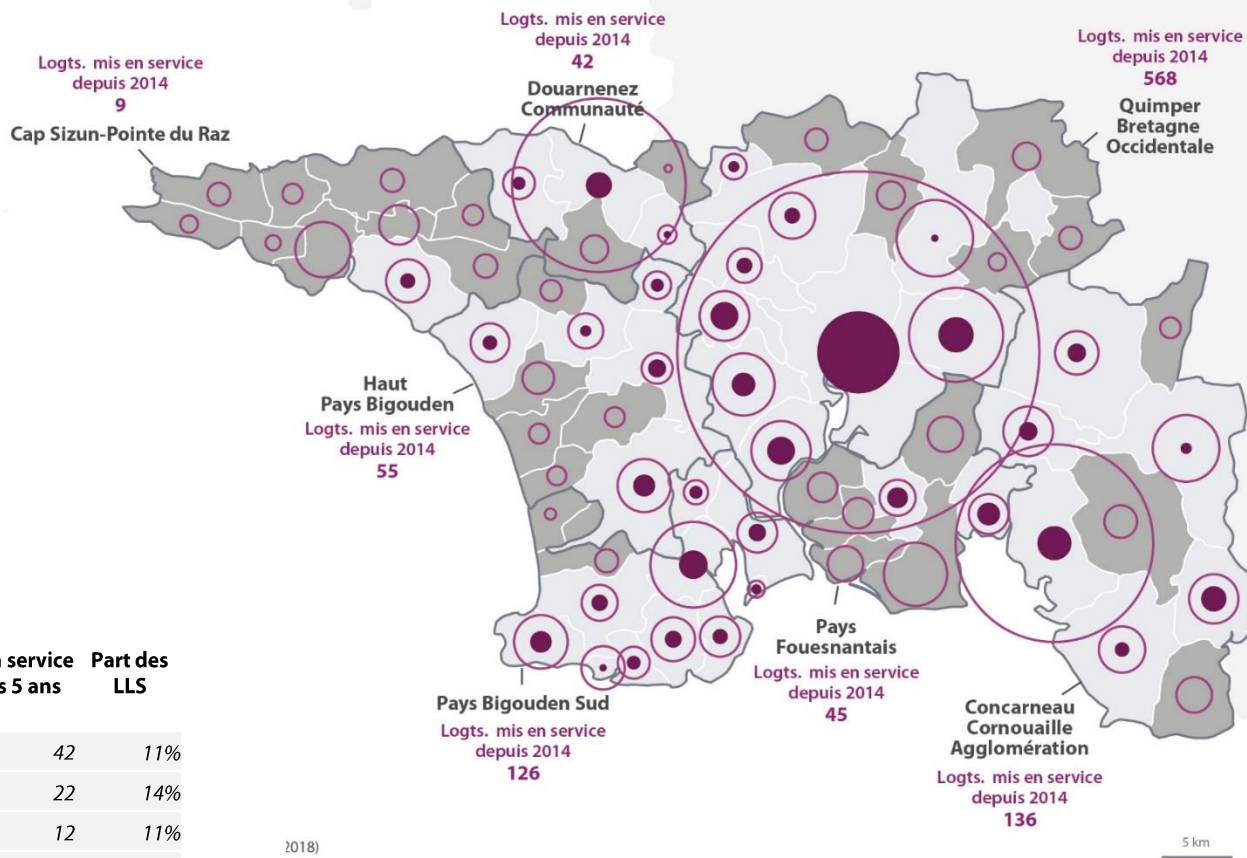 Logts. mis en service
depuis 2014
42
Douarnenez
Communauté
Logts. mis en service
depuis 2014
9
Cap Sizun-Pointe du Raz
Logts. mis en service
depuis 2014
568
Quimper
Bretagne
Occidentale
Haut
Pays Bigouden
Logts. mis en service
depuis 2014
55
Pays Bigouden Sud
Logts. mis en service
depuis 2014
126
Pays
Fouesnantais
Logts. mis en service
depuis 2014
45
Concarneau
Cornouaille
Agglomération
Logts. mis en service
depuis 2014
136
service Part des
5 ans LLS
42 11%
22 14%
12 11%
2018)
5 km